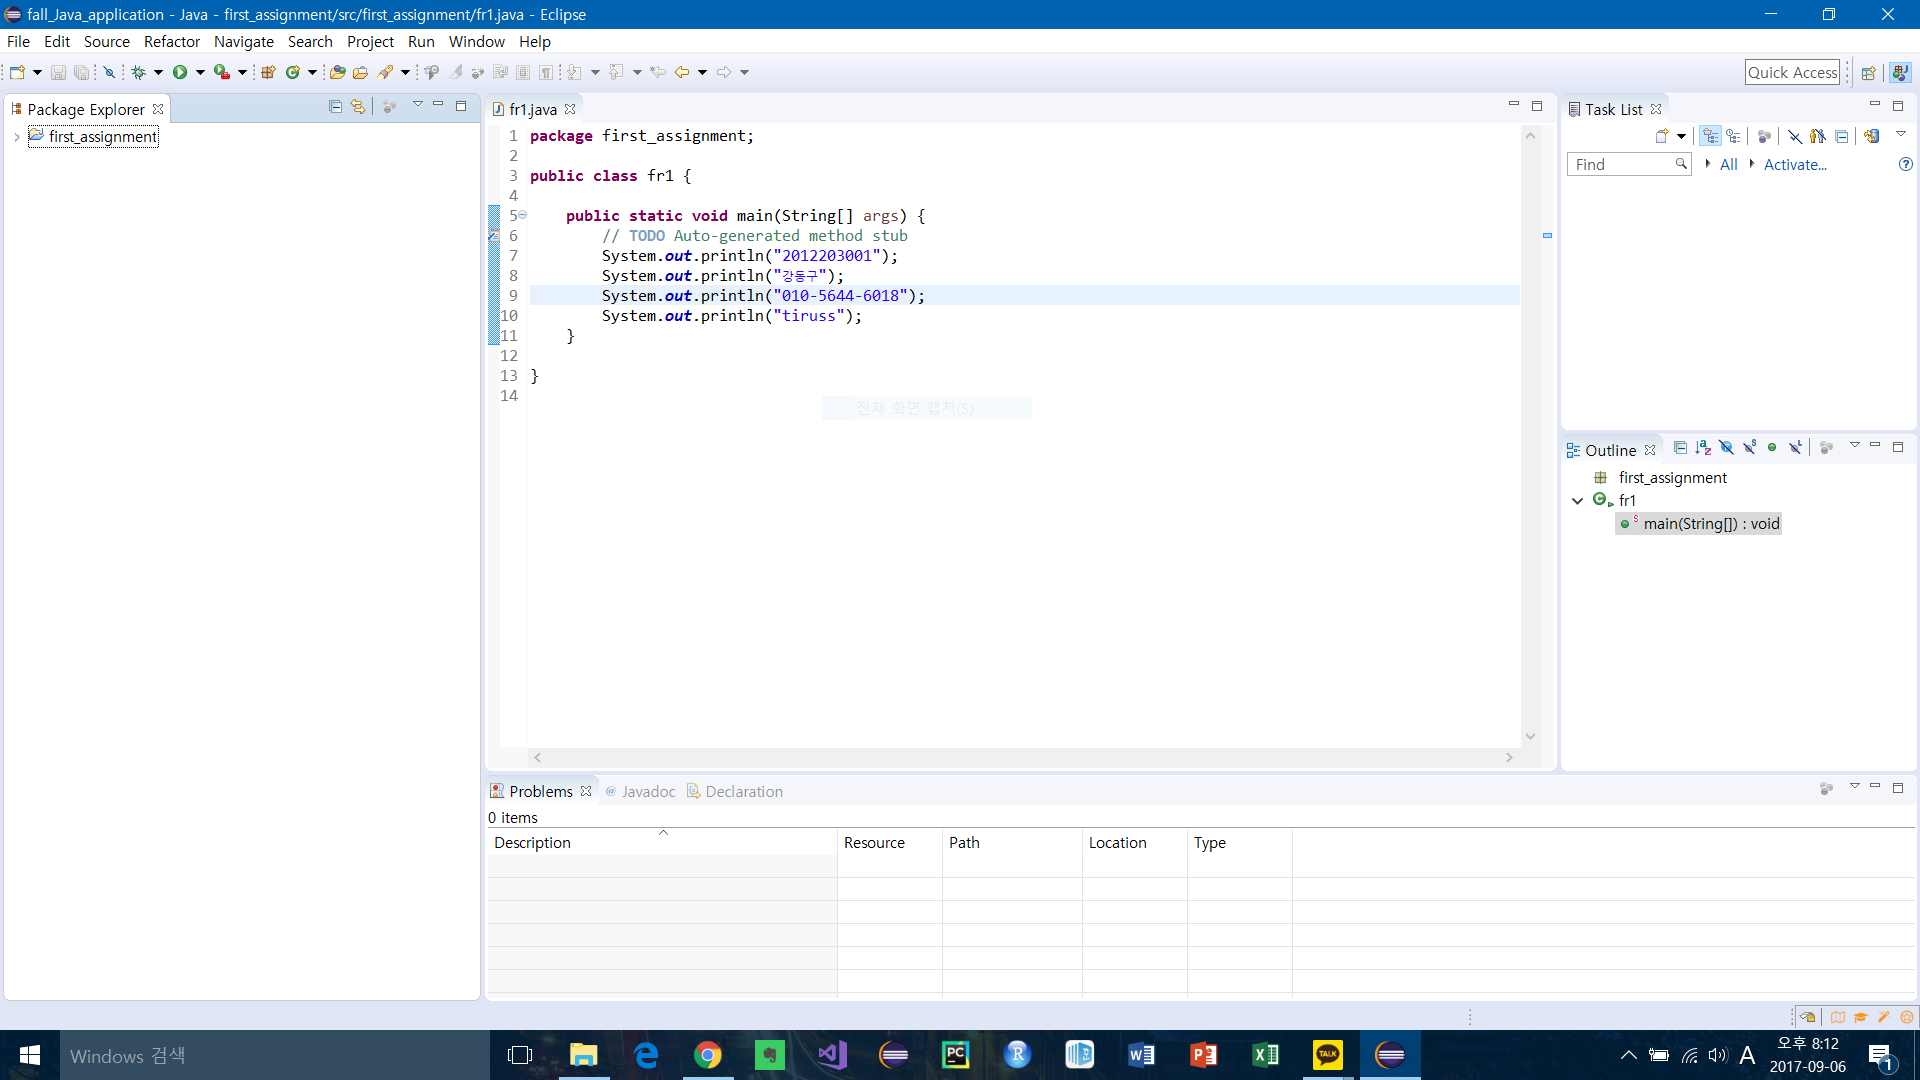 fall_Java_application - Java - first_assignment/src/first_assignment/fr1.java - Eclipse
File Edit Source Refactor Navigate Search Project Run Window Help
Quick Access
Package Explorer
first_assignment
fr1.java
1 package first_assignment;
2
3 public class fr1 {
4
5 public static void main(String[] args) {
6 // TODO Auto-generated method stub
7 System.out.println("2012203001");
8 System.out.println("강동구");
9 System.out.println("010-5644-6018");
10 System.out.println("tiruss");
11 }
12
13 }
14
전체 화면 캡처(S)
Task List
Find All Activate...
Outline
first_assignment
fr1
main(String[]) : void
Problems @ Javadoc Declaration
0 items
Description Resource Path Location Type
Windows 검색
PC
R
TALK
A
오후 8:12
2017-09-06
1